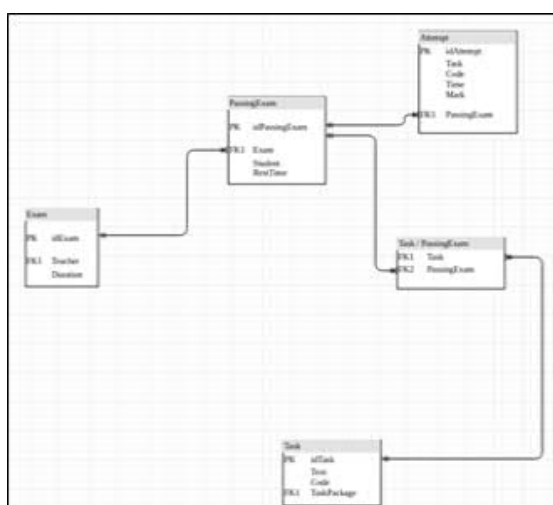 Attempt
PK idAttempt
Task
Code
Time
Mark
FK1 PassingExam
PassingExam
PK idPassingExam
FK1 Exam
Student
RestTime
Exam
PK idExam
FK1 Teacher
Duration
Task / PassingExam
FK1 Task
FK2 PassingExam
Task
PK idTask
Text
Code
FK1 TaskPackage